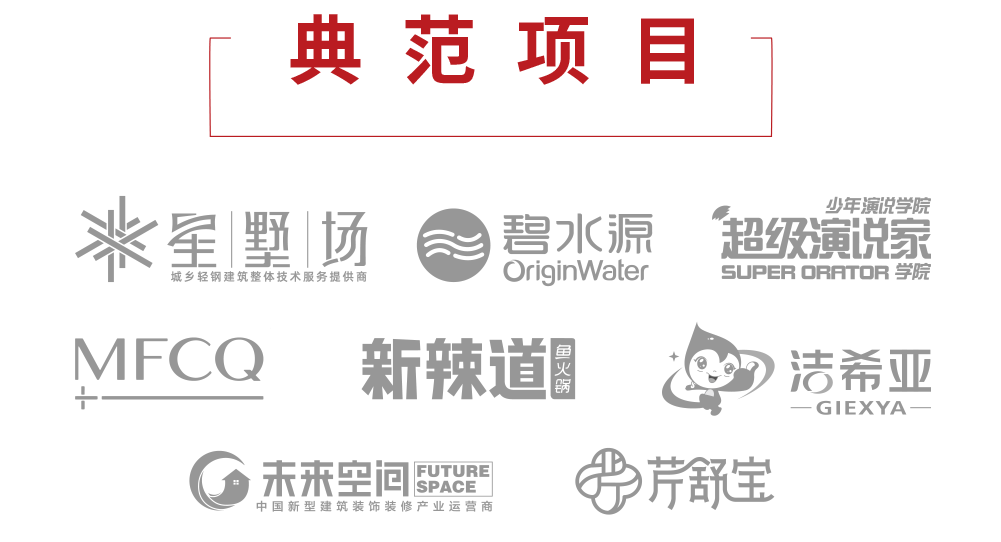 典范项目
星墅场
城乡轻钢建筑整体技术服务提供商
碧水源
OriginWater
少年演说学院
超级演说家
SUPER ORATOR 学院
MFCQ
新辣道 鱼火锅
洁希亚
GIEXYA
未来空间 FUTURE SPACE
中国新型建筑装饰装修产业运营商
芹舒宝